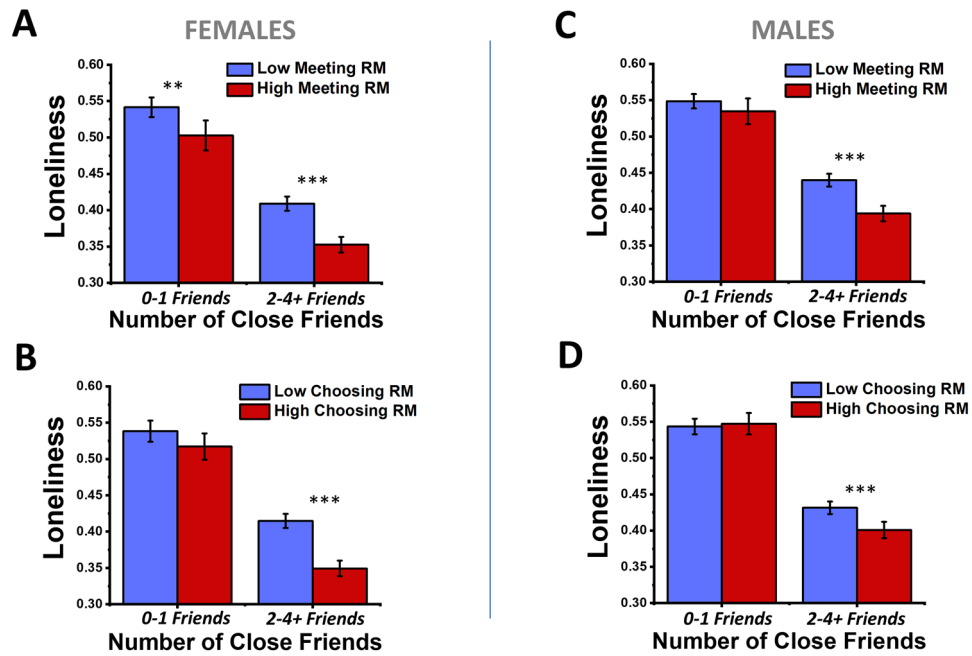 A
FEMALES
Low Meeting RM
High Meeting RM
**
***
0.60
0.55
0.50
0.45
0.40
0.35
0.30
Loneliness
0-1 Friends
2-4+ Friends
Number of Close Friends
B
Low Choosing RM
High Choosing RM
***
0.60
0.55
0.50
0.45
0.40
0.35
0.30
Loneliness
0-1 Friends
2-4+ Friends
Number of Close Friends
C
MALES
Low Meeting RM
High Meeting RM
***
0.60
0.55
0.50
0.45
0.40
0.35
0.30
Loneliness
0-1 Friends
2-4+ Friends
Number of Close Friends
D
Low Choosing RM
High Choosing RM
***
0.60
0.55
0.50
0.45
0.40
0.35
0.30
Loneliness
0-1 Friends
2-4+ Friends
Number of Close Friends